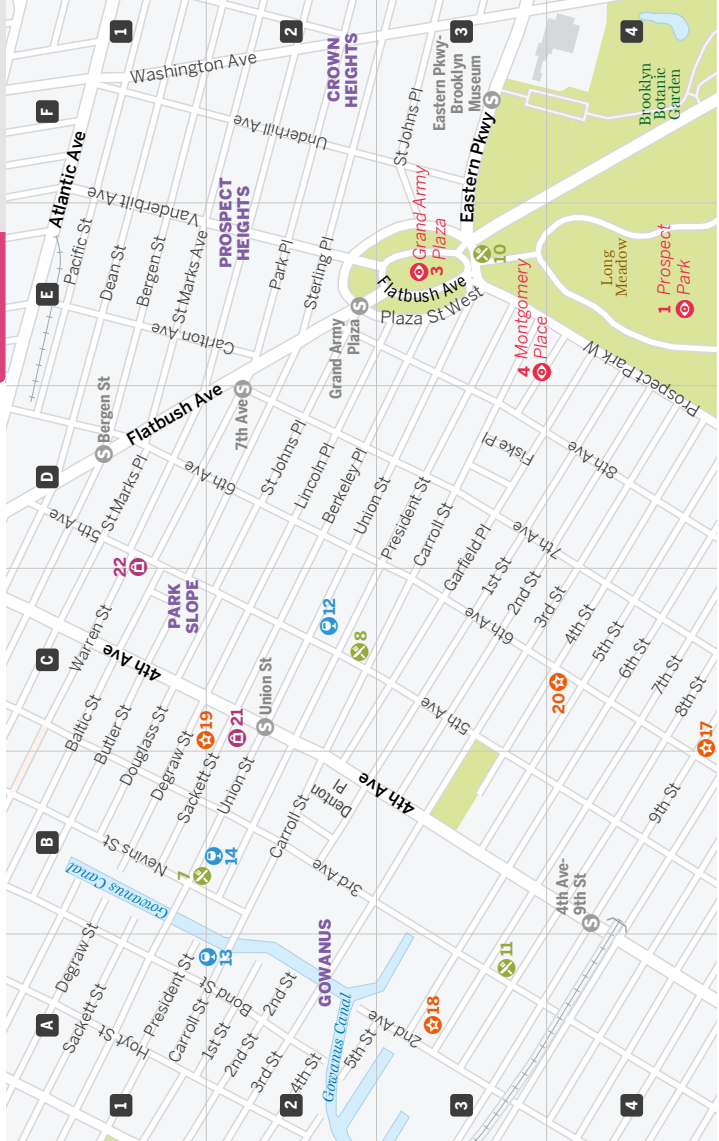 1
2
3
4
F
E
D
C
B
A
1
2
3
4
Atlantic Ave
Washington Ave
CROWN
HEIGHTS
Underhill Ave
St Johns Pl
Eastern Pkwy-
Brooklyn
Museum
S
Eastern Pkwy
Brooklyn
Botanic
Garden
Vanderbilt Ave
PROSPECT
HEIGHTS
Pacific St
Dean St
Bergen St
St Marks Ave
Park Pl
Sterling Pl
Carlton Ave
Grand Army
3 Plaza
Flatbush Ave
Plaza St West
10
Long
Meadow
1 Prospect
Park
4 Montgomery
Place
Prospect Park W
Grand Army
Plaza S
S Bergen St
Flatbush Ave
7th Ave S
St Marks Pl
5th Ave
6th Ave
St Johns Pl
Lincoln Pl
Berkeley Pl
Union St
President St
Carroll St
Garfield Pl
Fiske Pl
8th Ave
7th Ave
1st St
2nd St
3rd St
4th St
5th St
6th St
7th St
8th St
9th St
6th Ave
22
PARK
SLOPE
12
8
Warren St
4th Ave
Baltic St
Butler St
Douglass St
Degraw St
Sackett St
Union St
19
21
S Union St
5th Ave
20
17
Carroll St
Denton
Pl
4th Ave
3rd Ave
Nevins St
7
14
Gowanus Canal
4th Ave-
9th St
S
Degraw St
Sackett St
Hoyt St
President St
Carroll St
Bond St
1st St
2nd St
3rd St
4th St
5th St
2nd St
13
GOWANUS
Gowanus Canal
2nd Ave
18
11